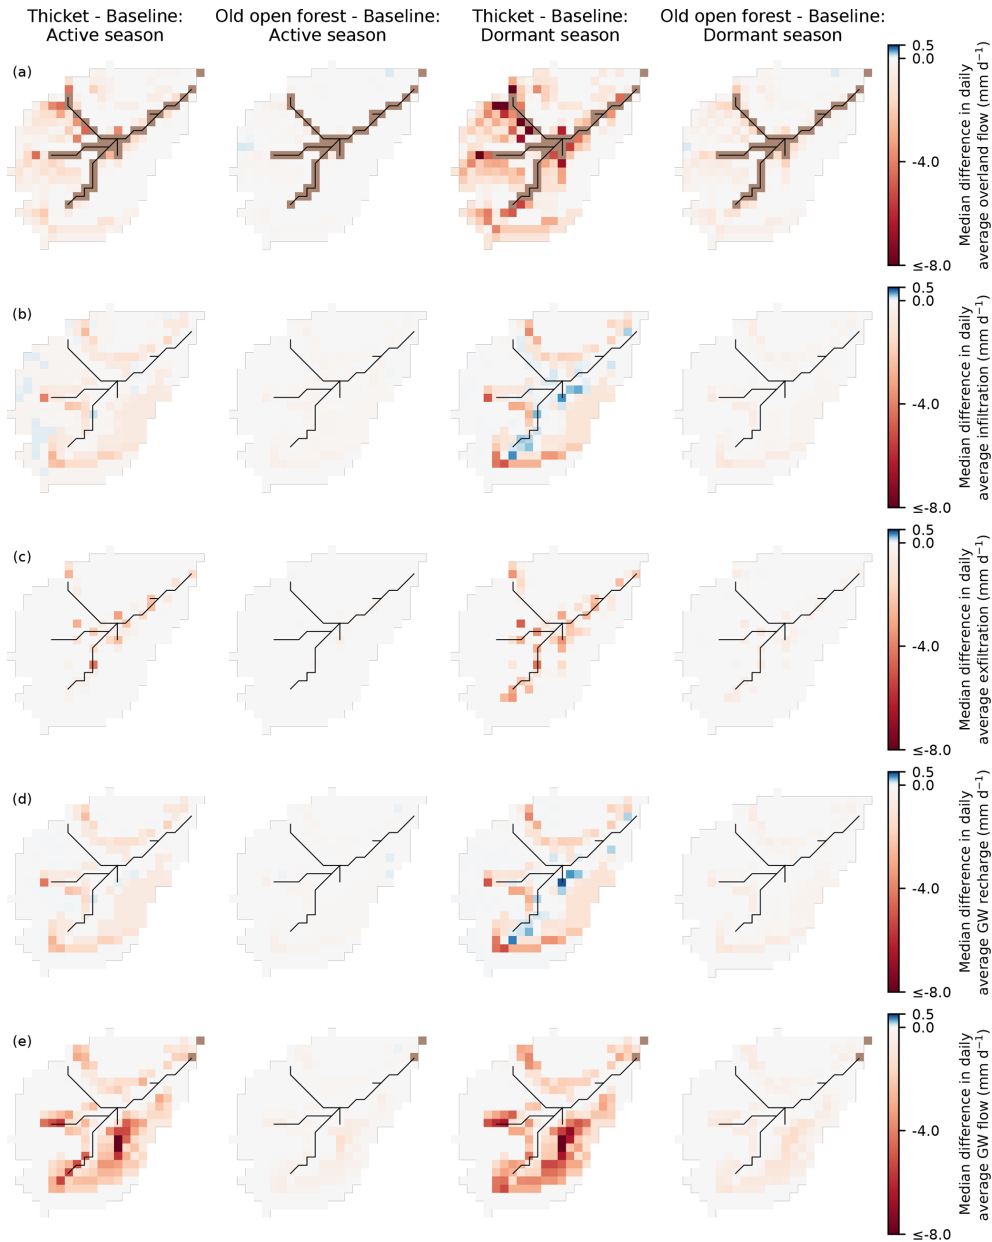 Thicket - Baseline:
Active season
Old open forest - Baseline:
Active season
Thicket - Baseline:
Dormant season
Old open forest - Baseline:
Dormant season
(a)
0.5
0.0
-4.0
≤-8.0
Median difference in daily
average overland flow (mm d⁻¹)
(b)
0.5
0.0
-4.0
≤-8.0
Median difference in daily
average infiltration (mm d⁻¹)
(c)
0.5
0.0
-4.0
≤-8.0
Median difference in daily
average exfiltration (mm d⁻¹)
(d)
0.5
0.0
-4.0
≤-8.0
Median difference in daily
average GW recharge (mm d⁻¹)
(e)
0.5
0.0
-4.0
≤-8.0
Median difference in daily
average GW flow (mm d⁻¹)